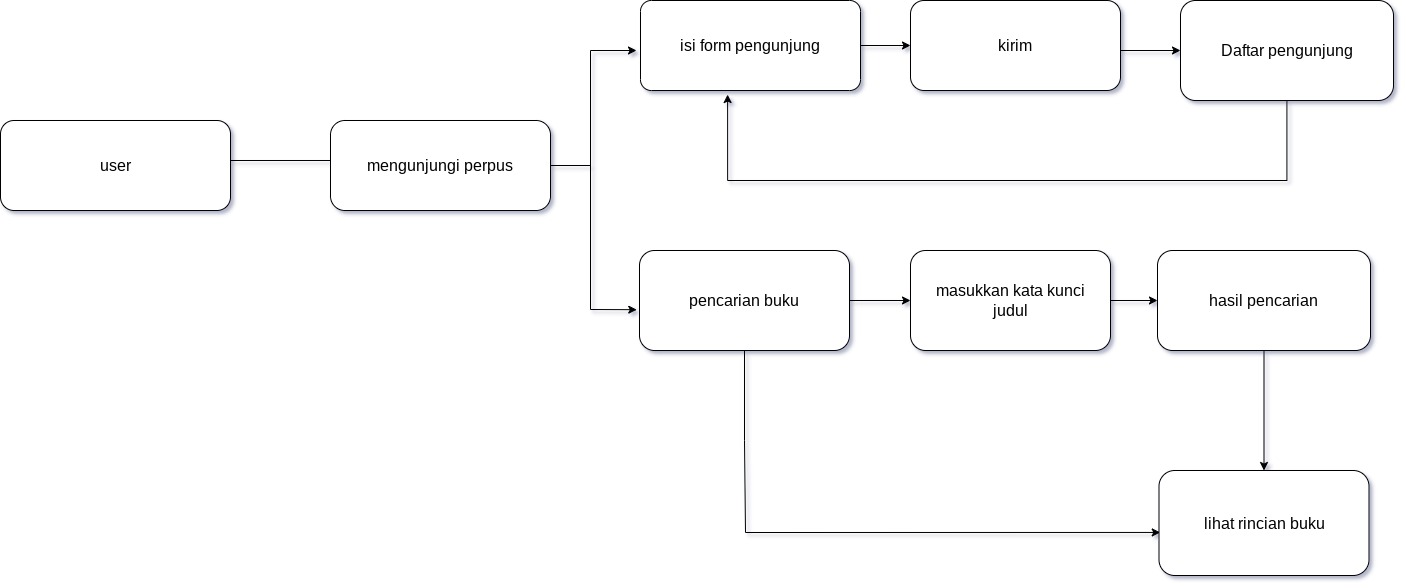 isi form pengunjung
kirim
Daftar pengunjung
user
mengunjungi perpus
pencarian buku
masukkan kata kunci
judul
hasil pencarian
lihat rincian buku